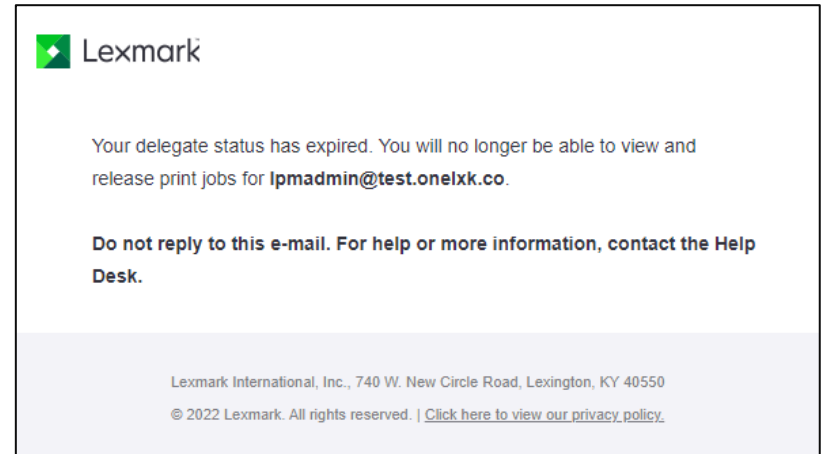 Lexmark
Your delegate status has expired. You will no longer be able to view and
release print jobs for lpmadmin@test.onelxk.co.
Do not reply to this e-mail. For help or more information, contact the Help
Desk.
Lexmark International, Inc., 740 W. New Circle Road, Lexington, KY 40550
© 2022 Lexmark. All rights reserved. | Click here to view our privacy policy.